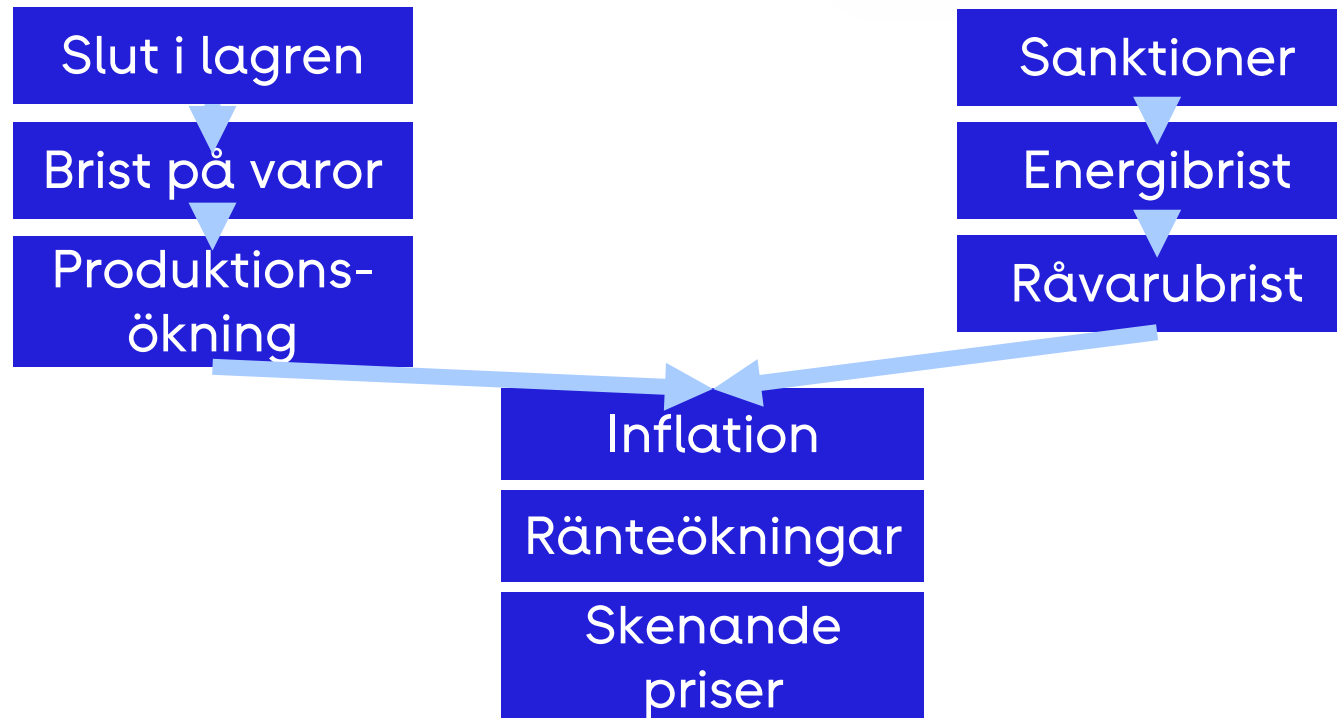 Slut i lagren
Brist på varor
Produktions-
ökning
Sanktioner
Energibrist
Råvarubrist
Inflation
Ränteökningar
Skenande
priser